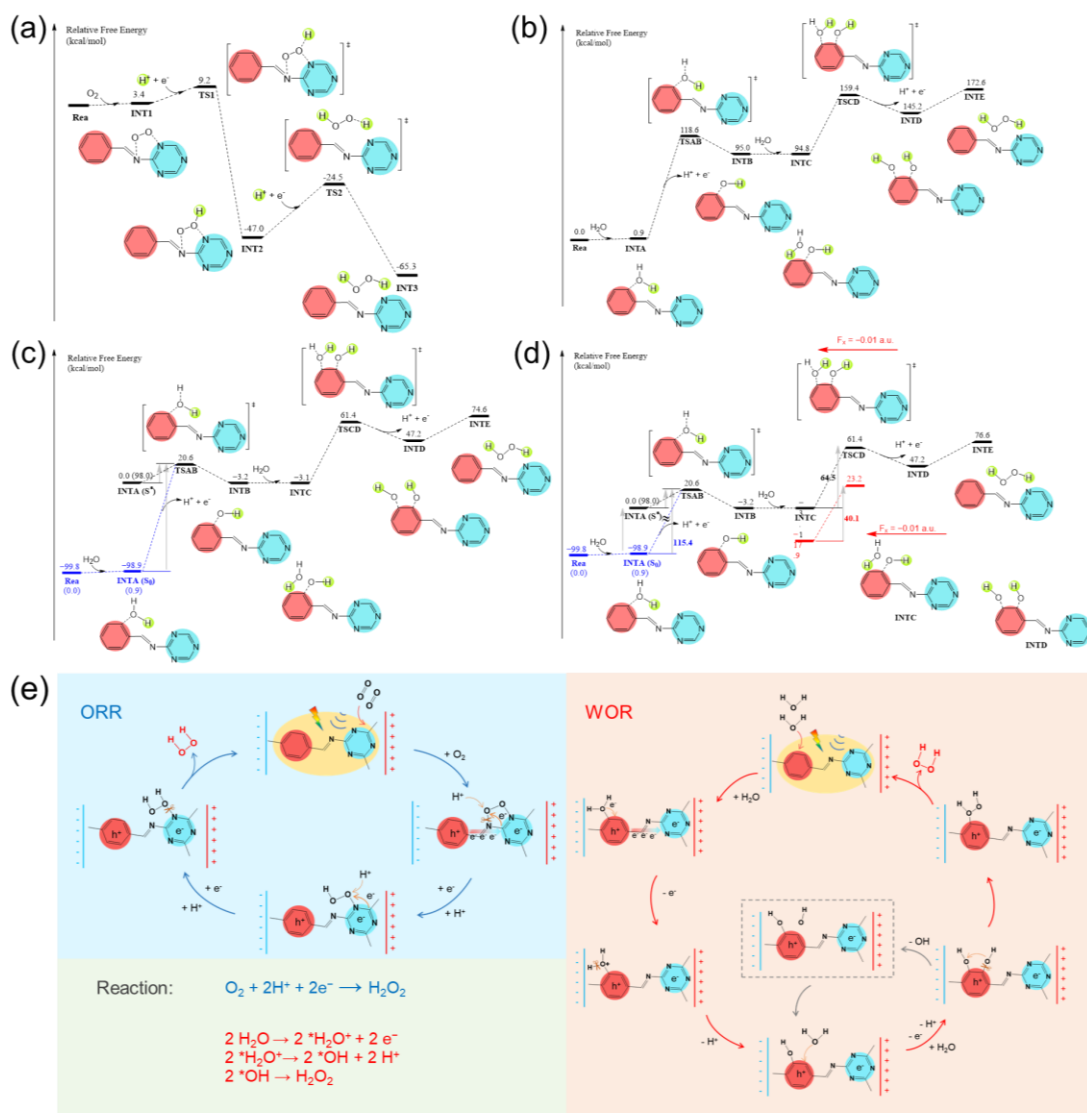 (a)
Relative Free Energy
(kcal/mol)
Rea
O₂
3.4
INT1
H⁺ + e⁻
9.2
TS1
‡
O
O
H
N
N
N
N
O
O
N
N
N
N
H
O
O
N
N
N
N
-47.0
INT2
H⁺ + e⁻
H O O H
‡
N
N
N
N
−24.5
TS2
−65.3
INT3
H O O H
N
N
N
N
(b)
Relative Free Energy
(kcal/mol)
0.0
Rea
H₂O
0.9
INTA
H⁺ + e⁻
118.6
TSAB
95.0
INTB
H₂O
94.8
INTC
159.4
TSCD
H⁺ + e⁻
145.2
INTD
172.6
INTE
‡
‡
(c)
Relative Free Energy
(kcal/mol)
0.0 (98.0)
INTA (S*)
20.6
TSAB
H⁺ + e⁻
−3.2
INTB
H₂O
−3.1
INTC
61.4
TSCD
H⁺ + e⁻
47.2
INTD
74.6
INTE
‡
‡
−99.8
Rea
(0.0)
H₂O
−98.9
INTA (S₀)
(0.9)
(d)
Relative Free Energy
(kcal/mol)
Fₓ = −0.01 a.u.
‡
‡
0.0 (98.0)
INTA (S*)
20.6
TSAB
H⁺ + e⁻
115.4
−3.2
INTB
H₂O
INTC
64.5
61.4
TSCD
H⁺ + e⁻
47.2
INTD
76.6
INTE
23.2
40.1
−1
7
.9
Fₓ = −0.01 a.u.
−99.8
Rea
(0.0)
H₂O
−98.9
INTA (S₀)
(0.9)
INTC
INTD
(e)
ORR
+ O₂
H⁺
h⁺
e⁻
e⁻ e⁻ e⁻
+ e⁻
+ H⁺
H⁺
h⁺
e⁻
+ e⁻
+ H⁺
h⁺
e⁻
Reaction:
O₂ + 2H⁺ + 2e⁻ → H₂O₂
2 H₂O → 2 *H₂O⁺ + 2 e⁻
2 *H₂O⁺ → 2 *OH + 2 H⁺
2 *OH → H₂O₂
WOR
+ H₂O
h⁺
e⁻ e⁻ e⁻
e⁻
- e⁻
h⁺
e⁻
- H⁺
h⁺
e⁻
- H⁺
- e⁻
+ H₂O
h⁺
e⁻
- OH
h⁺
e⁻
h⁺
e⁻